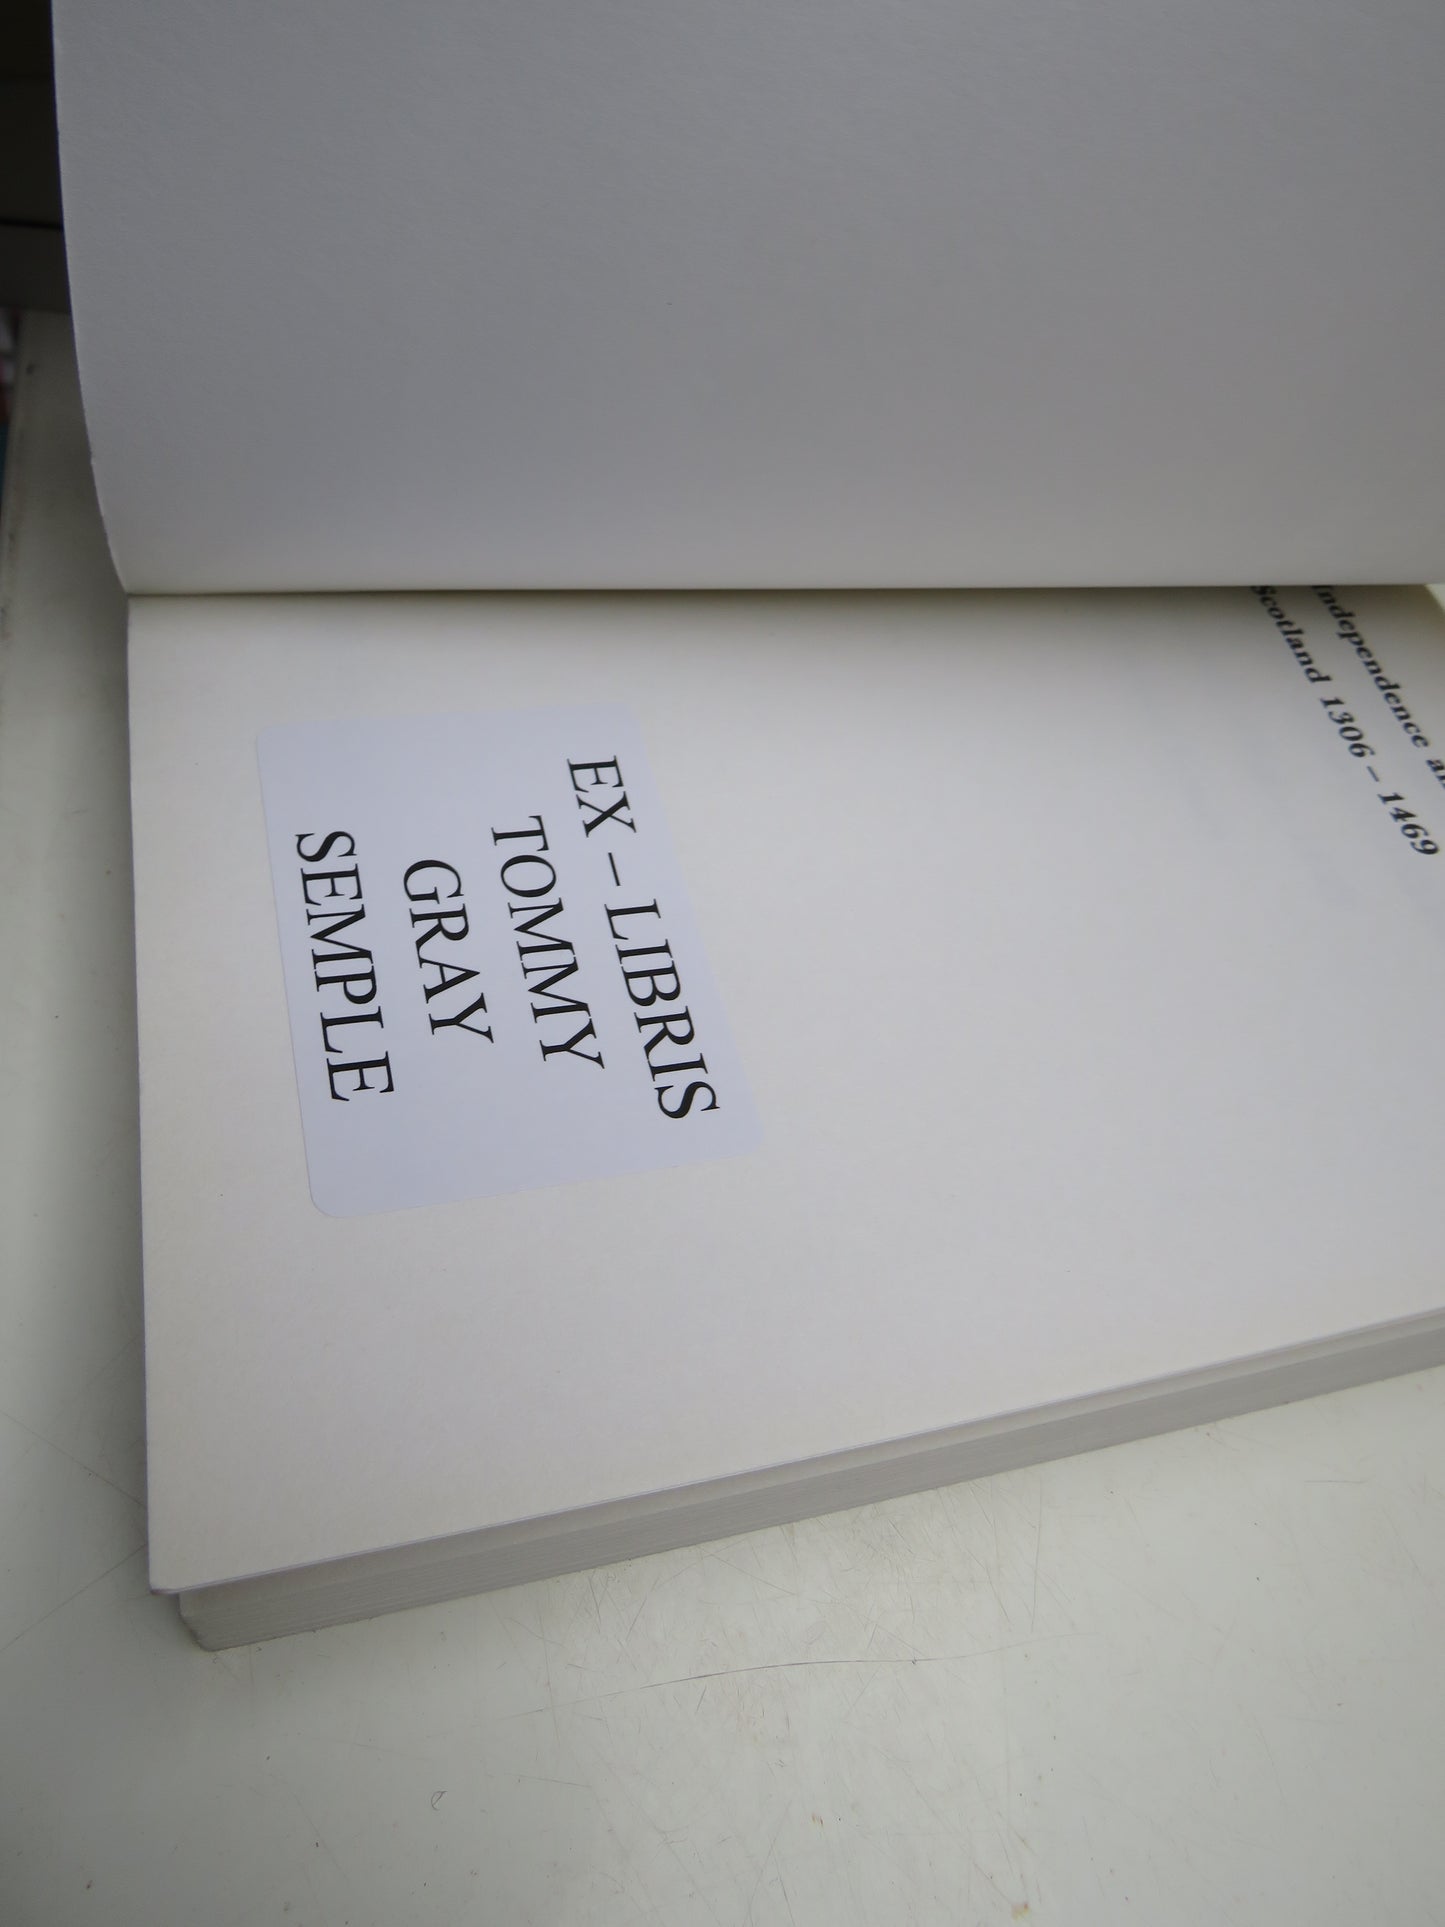 Independence
Scotland 1306 – 1469
EX – LIBRIS
TOMMY
GRAY
SEMPLE